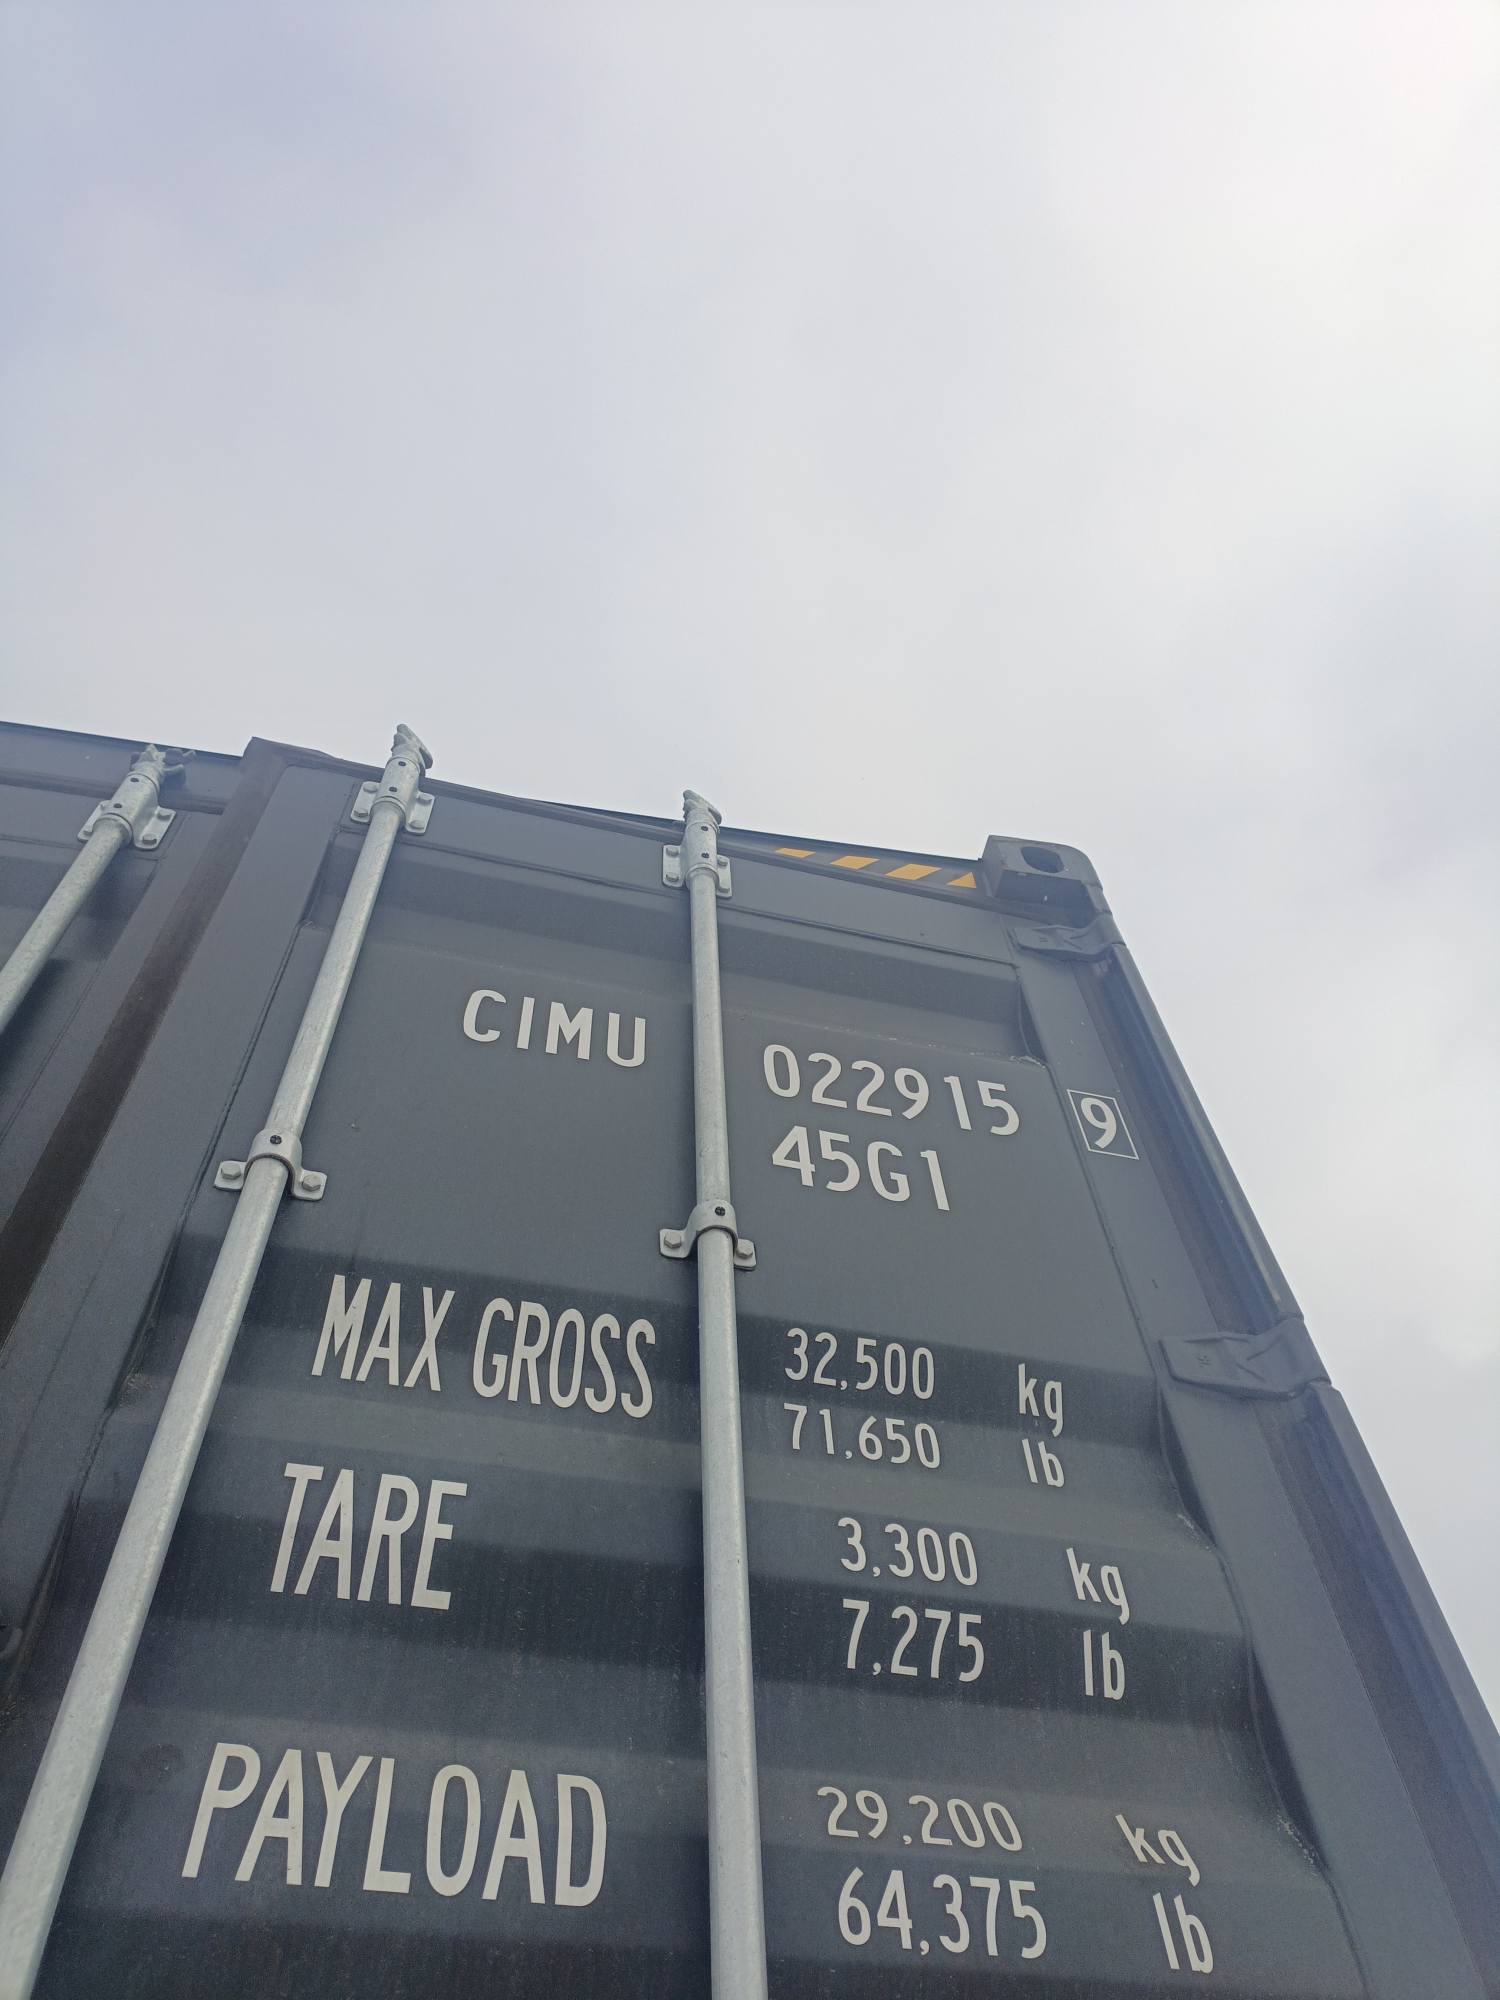 CIMU 022915 9
45G1
MAX GROSS 32,500 kg
71,650 lb
TARE 3,300 kg
7,275 lb
PAYLOAD 29,200 kg
64,375 lb